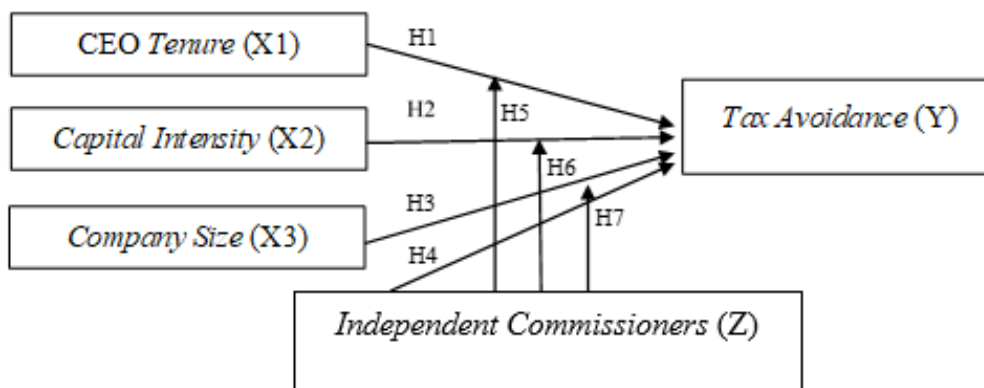 CEO Tenure (X1)
H1
H2
H5
Capital Intensity (X2)
Tax Avoidance (Y)
H6
H3
H7
Company Size (X3)
H4
Independent Commissioners (Z)